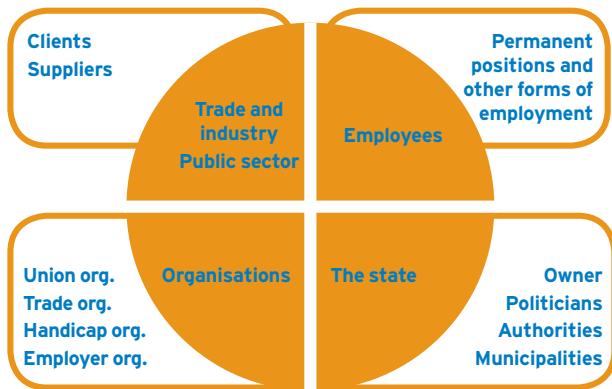 Clients
Suppliers
Trade and
industry
Public sector
Permanent
positions and
other forms of
employment
Employees
Union org.
Trade org.
Handicap org.
Employer org.
Organisations
The state
Owner
Politicians
Authorities
Municipalities